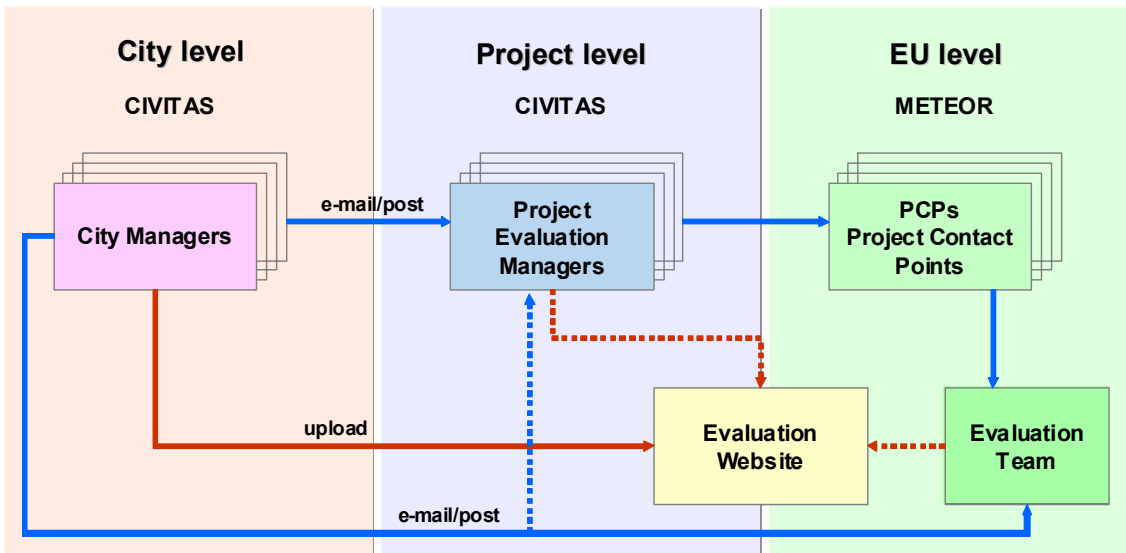 City level
Project level
EU level
CIVITAS
CIVITAS
METEOR
City Managers
e-mail/post
Project
Evaluation
Managers
PCPs
Project Contact
Points
upload
Evaluation
Website
Evaluation
Team
e-mail/post